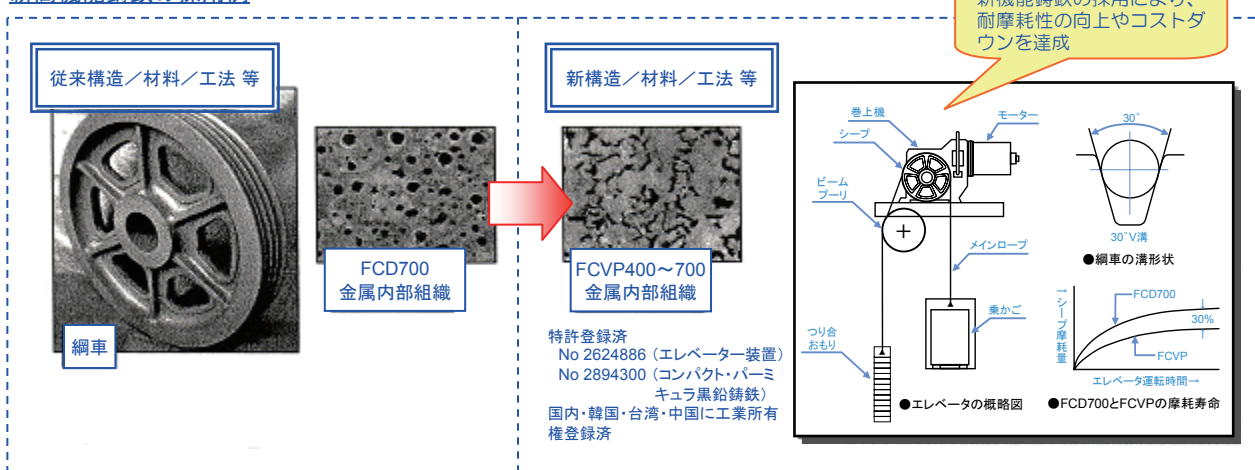 新機能鋳鉄の採用により、
耐摩耗性の向上やコストダ
ウンを達成
従来構造／材料／工法 等
綱車
FCD700
金属内部組織
新構造／材料／工法 等
FCVP400～700
金属内部組織
特許登録済
No 2624886（エレベーター装置）
No 2894300（コンパクト・バーミ
キュラ黒鉛鋳鉄）
国内・韓国・台湾・中国に工業所有
権登録済
巻上機
シーブ
モーター
ビーム
プーリ
メインロープ
乗かご
つり合
おもり
●エレベータの概略図
30°
30°V溝
●綱車の溝形状
→シーブ摩耗量
FCD700
30%
FCVP
エレベータ運転時間→
●FCD700とFCVPの摩耗寿命